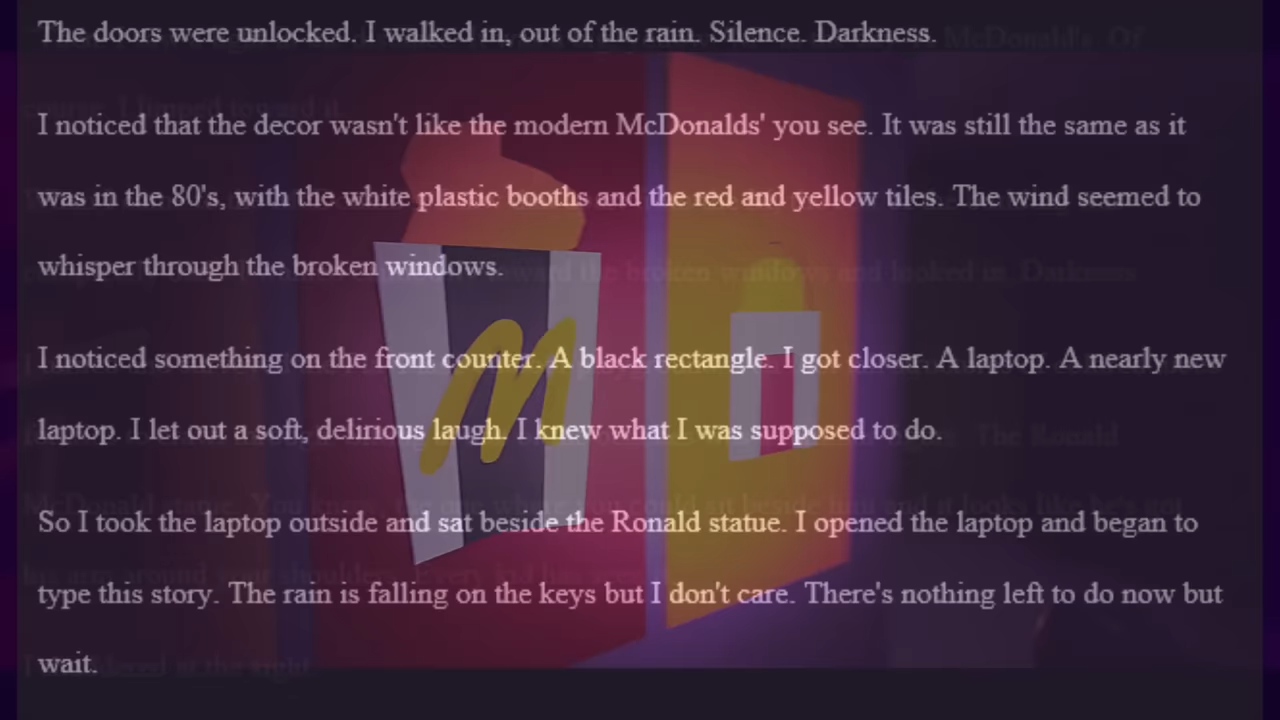 The doors were unlocked. I walked in, out of the rain. Silence. Darkness.
I noticed that the decor wasn't like the modern McDonalds' you see. It was still the same as it
was in the 80's, with the white plastic booths and the red and yellow tiles. The wind seemed to
whisper through the broken windows.
I noticed something on the front counter. A black rectangle. I got closer. A laptop. A nearly new
laptop. I let out a soft, delirious laugh. I knew what I was supposed to do.
So I took the laptop outside and sat beside the Ronald statue. I opened the laptop and began to
type this story. The rain is falling on the keys but I don't care. There's nothing left to do now but
wait.